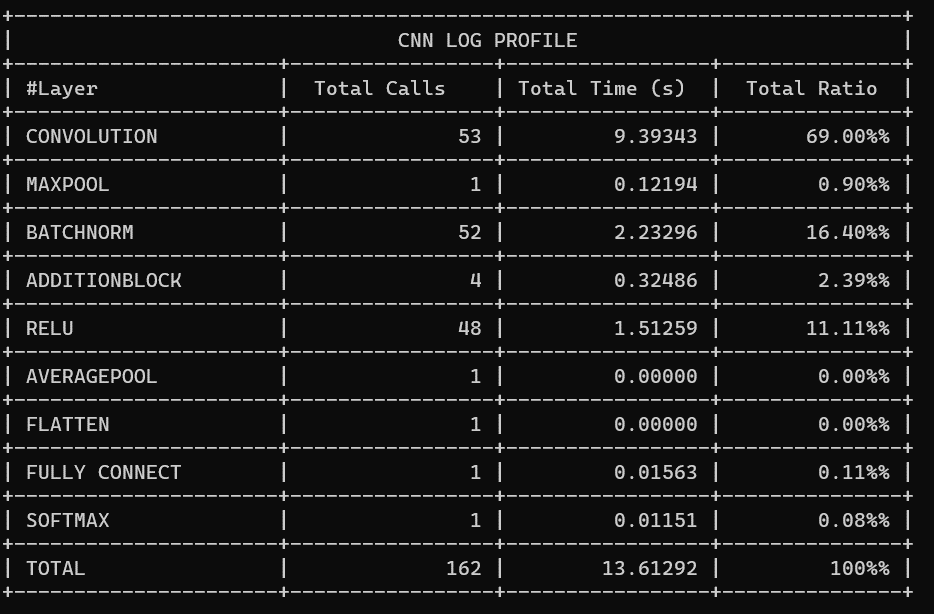 CNN LOG PROFILE
#Layer Total Calls Total Time (s) Total Ratio
CONVOLUTION 53 9.39343 69.00%%
MAXPOOL 1 0.12194 0.90%%
BATCHNORM 52 2.23296 16.40%%
ADDITIONBLOCK 4 0.32486 2.39%%
RELU 48 1.51259 11.11%%
AVERAGEPOOL 1 0.00000 0.00%%
FLATTEN 1 0.00000 0.00%%
FULLY CONNECT 1 0.01563 0.11%%
SOFTMAX 1 0.01151 0.08%%
TOTAL 162 13.61292 100%%